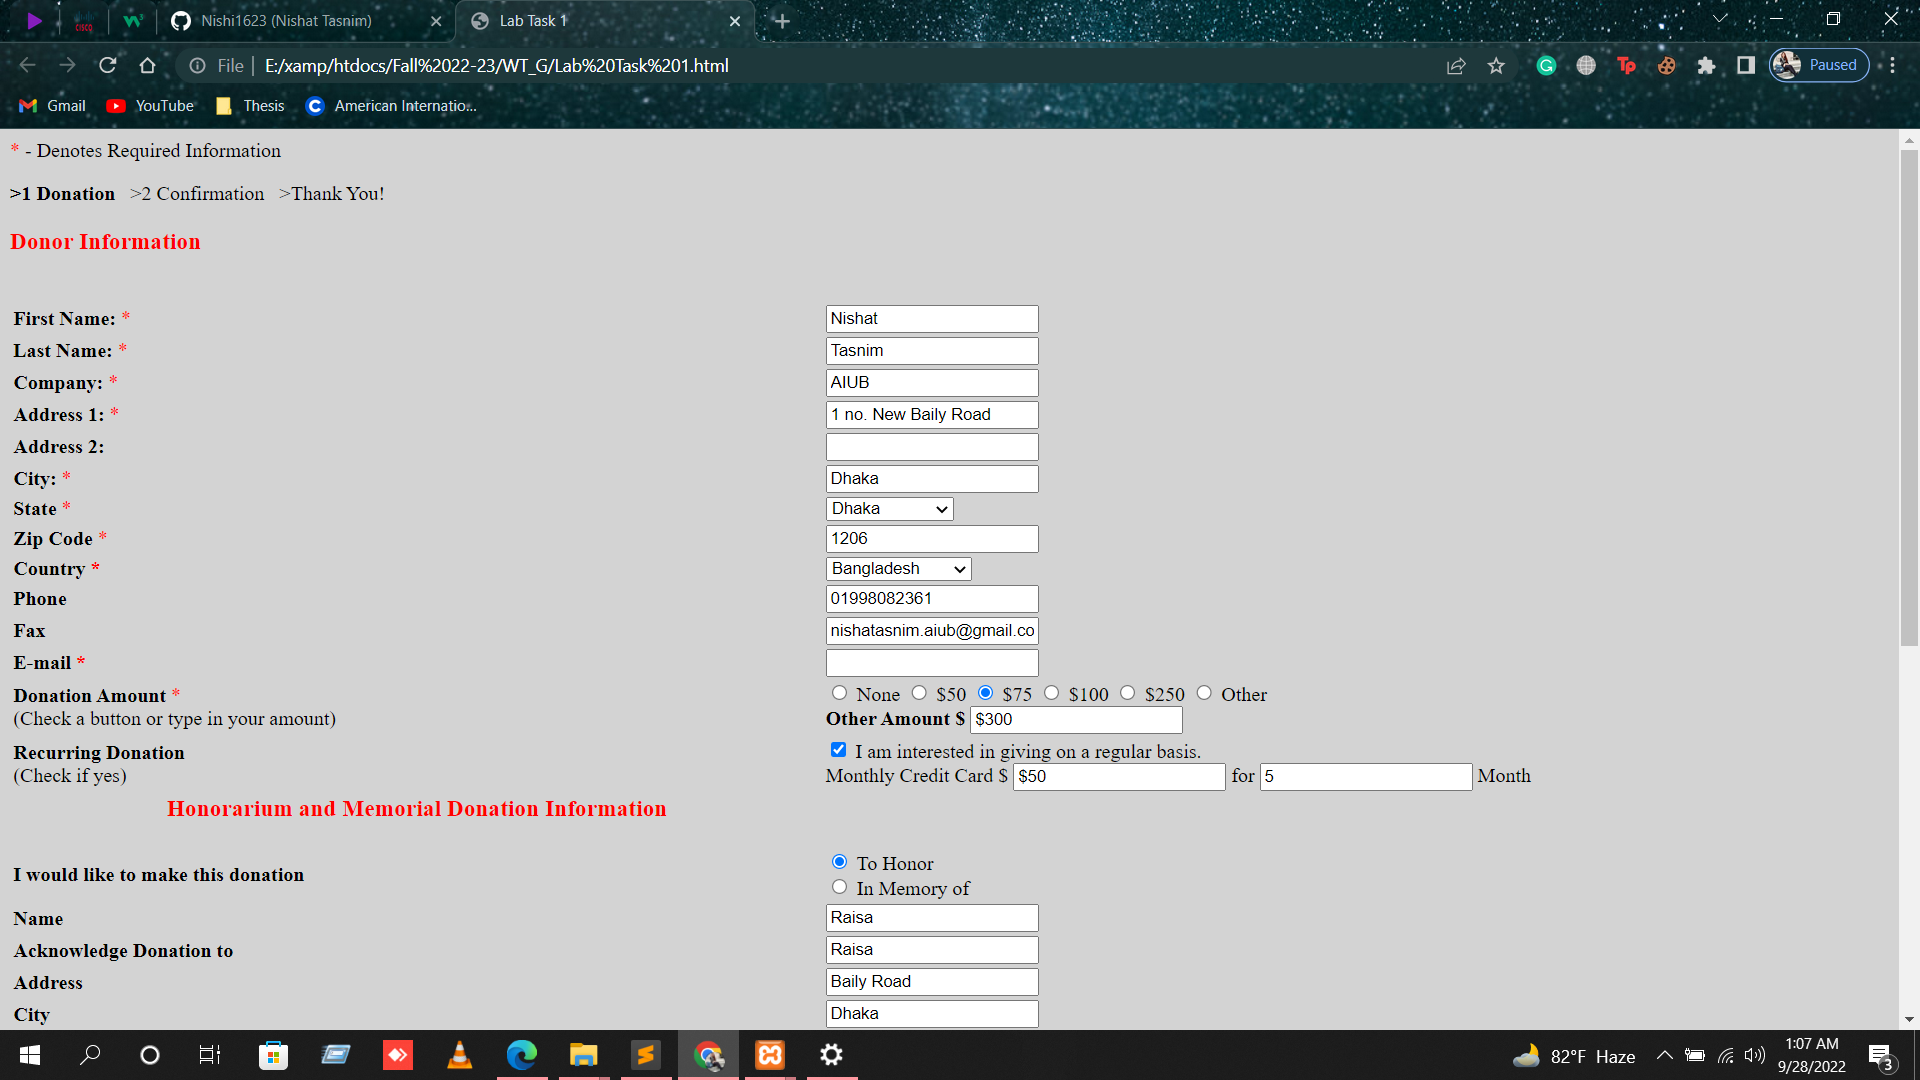 Nishi1623 (Nishat Tasnim)
Lab Task 1
File
E:/xamp/htdocs/Fall%2022-23/WT_G/Lab%20Task%201.html
Paused
Gmail YouTube Thesis American Internatio...
* - Denotes Required Information
>1 Donation >2 Confirmation >Thank You!
Donor Information
First Name: * Nishat
Last Name: * Tasnim
Company: * AIUB
Address 1: * 1 no. New Baily Road
Address 2:
City: * Dhaka
State * Dhaka
Zip Code * 1206
Country * Bangladesh
Phone 01998082361
Fax nishatasnim.aiub@gmail.co
E-mail *
Donation Amount * None $50 $75 $100 $250 Other
(Check a button or type in your amount) Other Amount $ $300
Recurring Donation I am interested in giving on a regular basis.
(Check if yes) Monthly Credit Card $ $50 for 5 Month
Honorarium and Memorial Donation Information
To Honor
I would like to make this donation
In Memory of
Name Raisa
Acknowledge Donation to Raisa
Address Baily Road
City Dhaka
82°F Haze
1:07 AM
9/28/2022
3